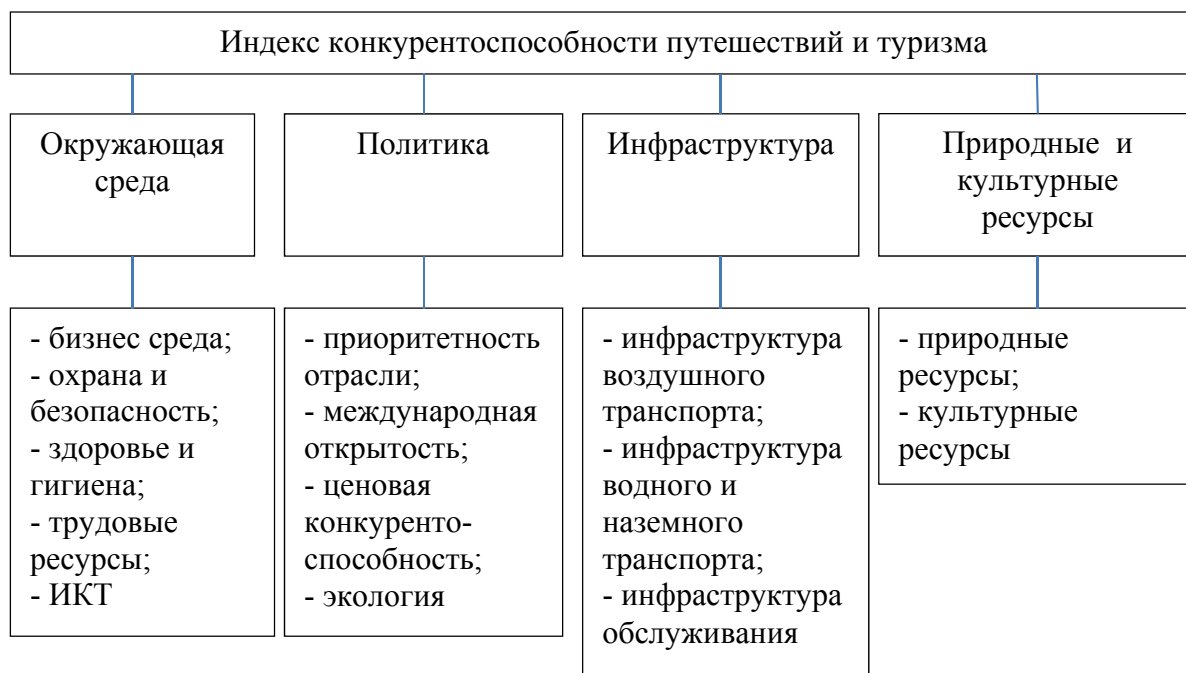 Индекс конкурентоспособности путешествий и туризма
Окружающая
среда
Политика
Инфраструктура
Природные и
культурные
ресурсы
- бизнес среда;
- охрана и
безопасность;
- здоровье и
гигиена;
- трудовые
ресурсы;
- ИКТ
- приоритетность
отрасли;
- международная
открытость;
- ценовая
конкуренто-
способность;
- экология
- инфраструктура
воздушного
транспорта;
- инфраструктура
водного и
наземного
транспорта;
- инфраструктура
обслуживания
- природные
ресурсы;
- культурные
ресурсы